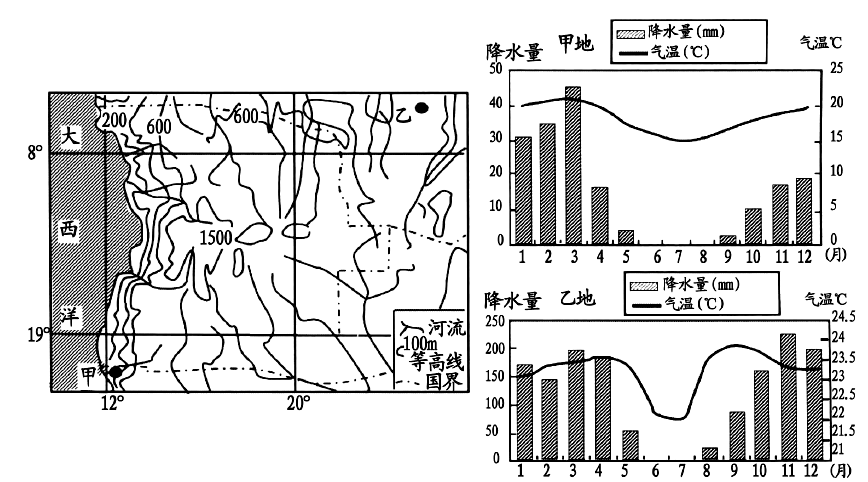 大
西
洋
8°
19°
12°
20°
200
600
600
1500
甲
乙
河流
100m
等高线
国界
降水量 甲地
降水量(mm)
气温(℃)
气温℃
50
40
30
20
10
0
25
20
15
10
5
0
1 2 3 4 5 6 7 8 9 10 11 12 (月)
降水量 乙地
降水量(mm)
气温(℃)
气温℃
250
200
150
100
50
0
24.5
24
23.5
23
22.5
22
21.5
21
1 2 3 4 5 6 7 8 9 10 11 12 (月)